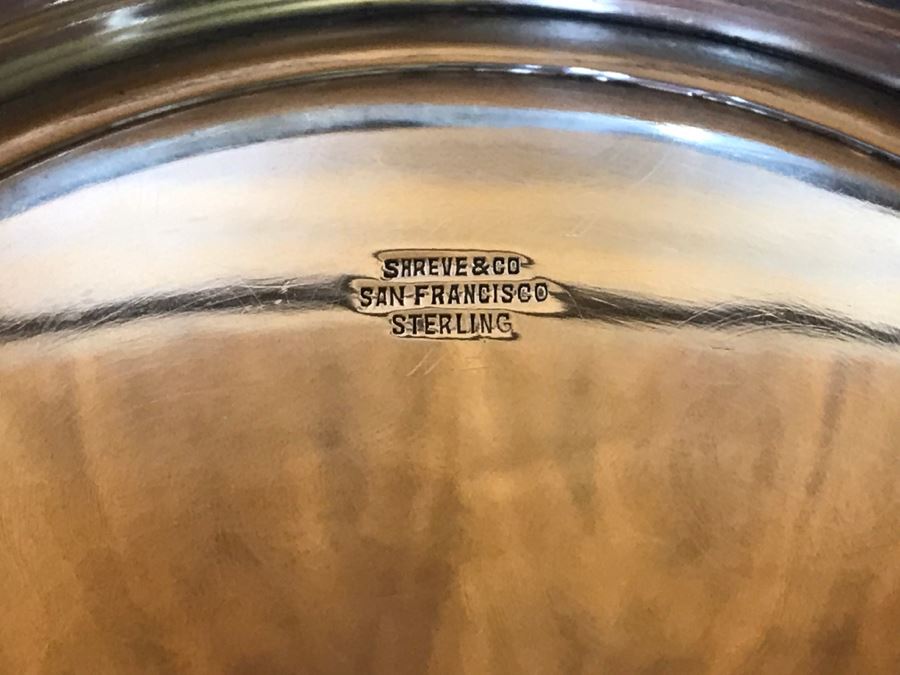 SHREVE & CO
SAN FRANCISCO
STERLING